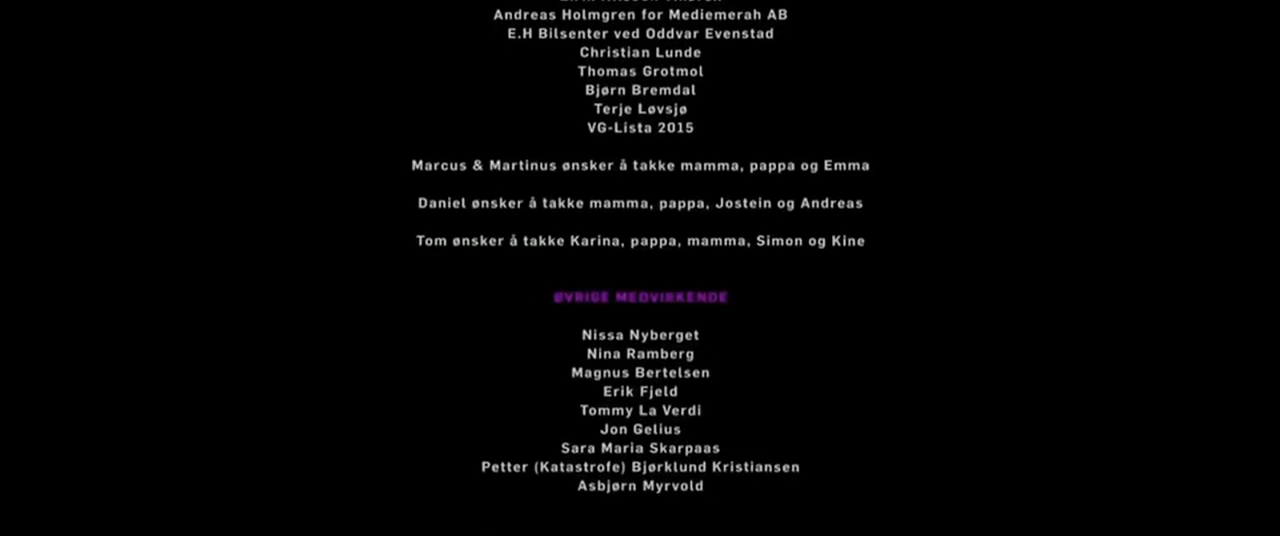 Andreas Holmgren for Mediemerah AB
E.H Bilsenter ved Oddvar Evenstad
Christian Lunde
Thomas Grotmol
Bjørn Bremdal
Terje Løvsjø
VG-Lista 2015
Marcus & Martinus ønsker å takke mamma, pappa og Emma
Daniel ønsker å takke mamma, pappa, Jostein og Andreas
Tom ønsker å takke Karina, pappa, mamma, Simon og Kine
ØVRIGE MEDVIRKENDE
Nissa Nyberget
Nina Ramberg
Magnus Bertelsen
Erik Fjeld
Tommy La Verdi
Jon Gelius
Sara Maria Skarpaas
Petter (Katastrofe) Bjørklund Kristiansen
Asbjørn Myrvold